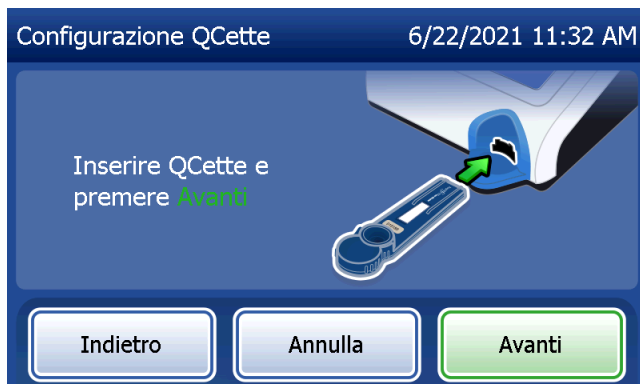 Configurazione QCette 6/22/2021 11:32 AM
Inserire QCette e
premere Avanti
Indietro Annulla Avanti